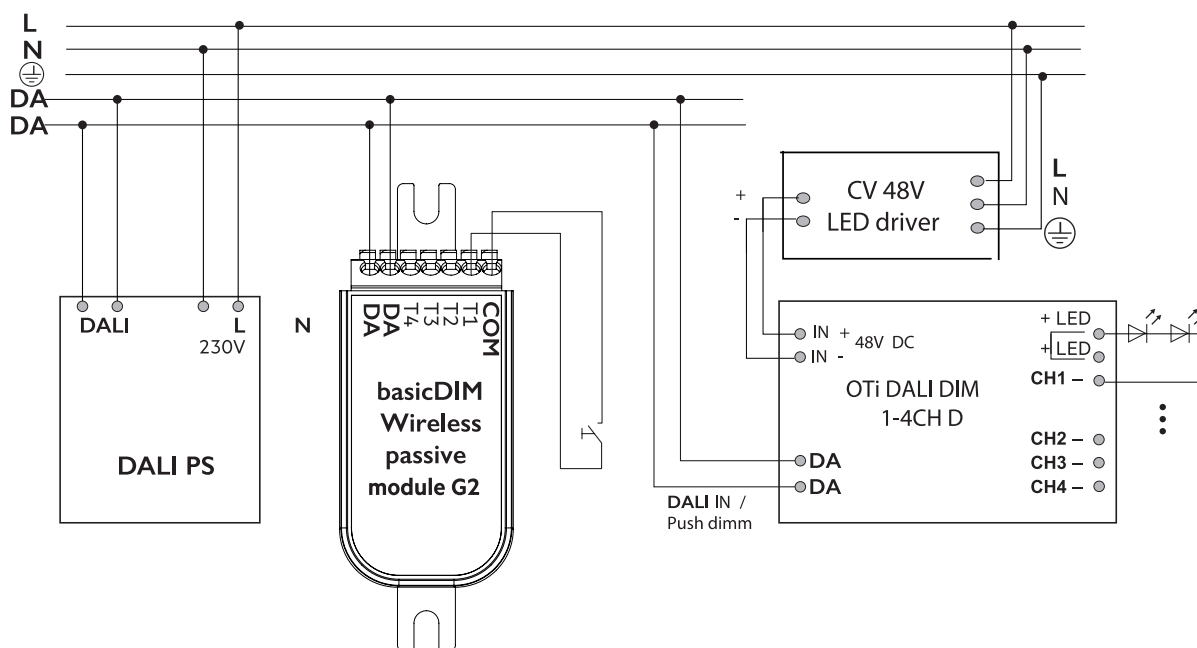 L
N
DA
DA
DALI
L
230V
N
DALI PS
DA
DA
T4
T3
T2
T1
COM
basicDIM
Wireless
passive
module G2
CV 48V
LED driver
+
-
L
N
IN +
48V DC
IN -
+ LED
+ LED
CH1 –
OTi DALI DIM
1-4CH D
CH2 –
CH3 –
CH4 –
DA
DA
DALI IN /
Push dimm